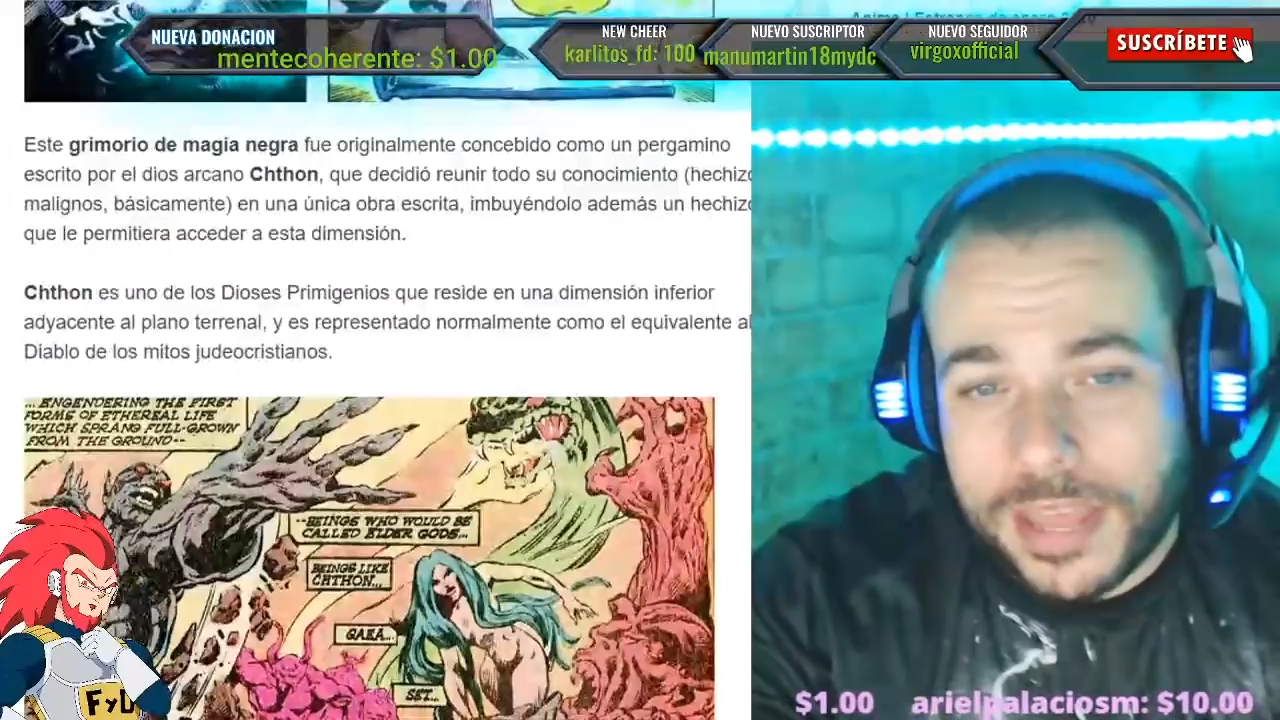 NUEVA DONACION
mentecoherente: $1.00
NEW CHEER
karlitos_fd: 100
NUEVO SUSCRIPTOR
manumartin18mydc
NUEVO SEGUIDOR
virgoxofficial
SUSCRÍBETE
Este grimorio de magia negra fue originalmente concebido como un pergamino
escrito por el dios arcano Chthon, que decidió reunir todo su conocimiento (hechizo
malignos, básicamente) en una única obra escrita, imbuyéndolo además un hechizo
que le permitiera acceder a esta dimensión.
Chthon es uno de los Dioses Primigenios que reside en una dimensión inferior
adyacente al plano terrenal, y es representado normalmente como el equivalente al
Diablo de los mitos judeocristianos.
... ENGENDERING THE FIRST
FORMS OF ETHEREAL LIFE
WHICH SPRANG FULL-GROWN
FROM THE GROUND--
--BEINGS WHO WOULD BE
CALLED ELDER GODS...
BEINGS LIKE
CHTHON...
GAEA...
SET...
FyD
$1.00 arielpalaciosm: $10.00